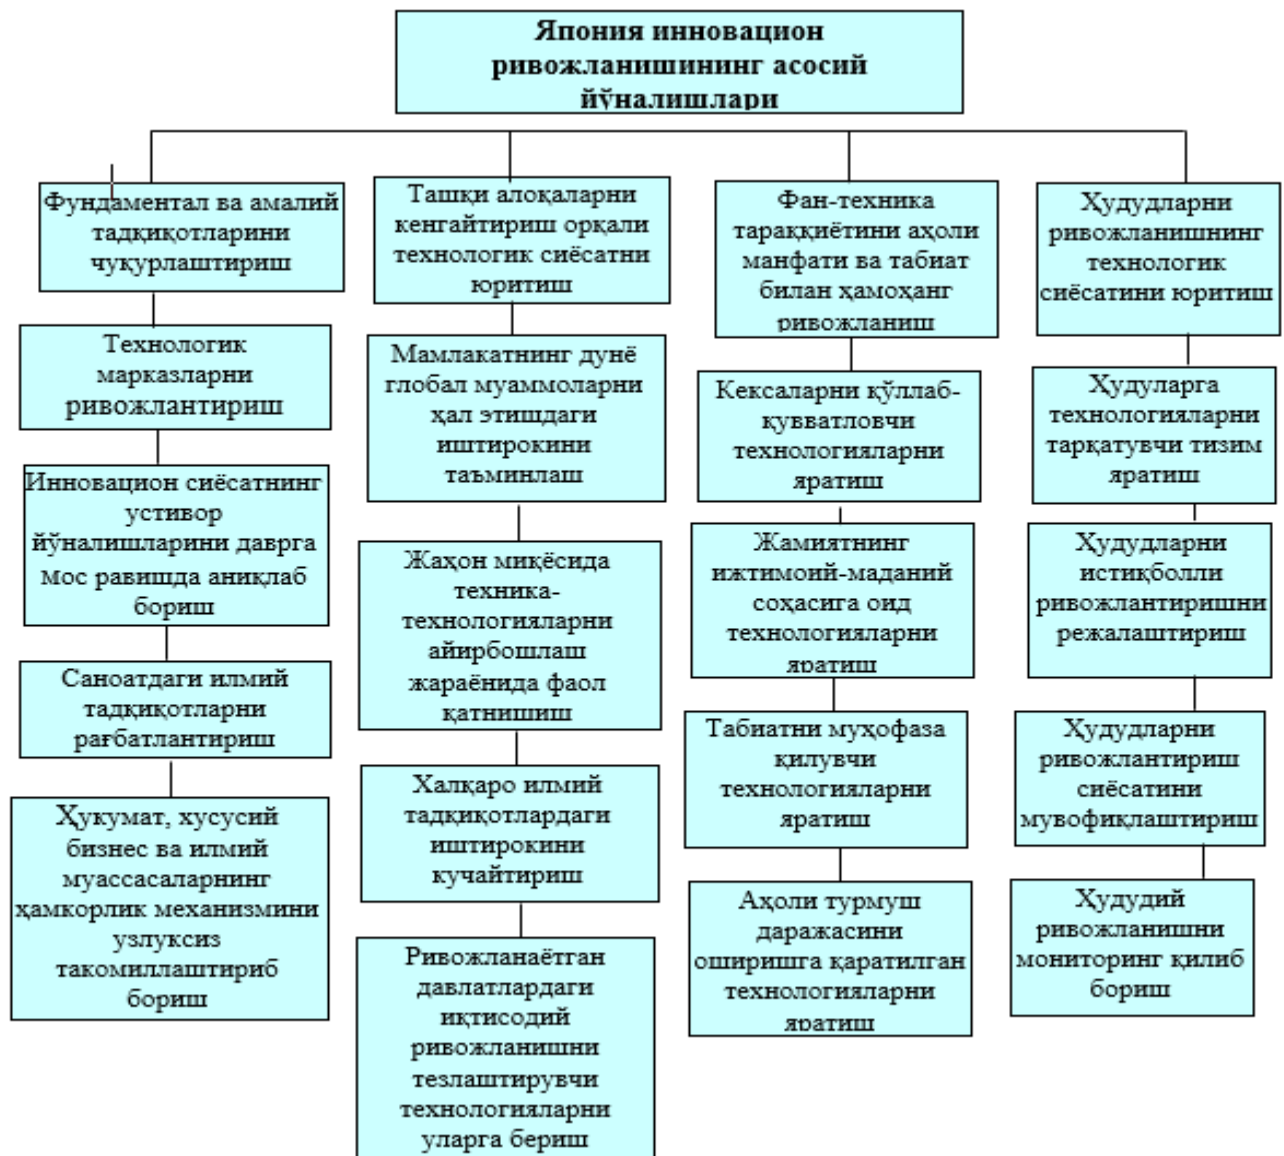 Япония инновацион
ривожланишининг асосий
йўналишлари
Фундаментал ва амалий
тадқиқотларини
чуқурлаштириш
Технологик
марказларни
ривожлантириш
Инновацион сиёсатнинг
устивор
йўналишларини даврга
мос равишда аниқлаб
бориш
Саноатдаги илмий
тадқиқотларни
рағбатлантириш
Ҳукумат, хусусий
бизнес ва илмий
муассасаларнинг
ҳамкорлик механизмини
узлуксиз
такомиллаштириб
бориш
Ташқи алоқаларни
кенгайтириш орқали
технологик сиёсатни
юритиш
Мамлакатнинг дунё
глобал муаммоларни
ҳал этишдаги
иштирокини
таъминлаш
Жаҳон миқёсида
техника-
технологияларни
айирбошлаш
жараёнида фаол
қатнишиш
Халқаро илмий
тадқиқотлардаги
иштирокини
кучайтириш
Ривожланаётган
давлатлардаги
иқтисодий
ривожланишни
тезлаштирувчи
технологияларни
уларга бериш
Фан-техника
тараққиётини аҳоли
манфати ва табиат
билан ҳамоҳанг
ривожланиш
Кексаларни қўллаб-
қувватловчи
технологияларни
яратиш
Жамиятнинг
ижтимоий-маданий
соҳасига оид
технологияларни
яратиш
Табиатни муҳофаза
қилувчи
технологияларни
яратиш
Аҳоли турмуш
даражасини
оширишга қаратилган
технологияларни
яратиш
Ҳудудларни
ривожланишнинг
технологик
сиёсатини юритиш
Ҳудуларга
технологияларни
тарқатувчи тизим
яратиш
Ҳудудларни
истиқболли
ривожлантиришни
режалаштириш
Ҳудудларни
ривожлантириш
сиёсатини
мувофиқлаштириш
Ҳудудий
ривожланишни
мониторинг қилиб
бориш